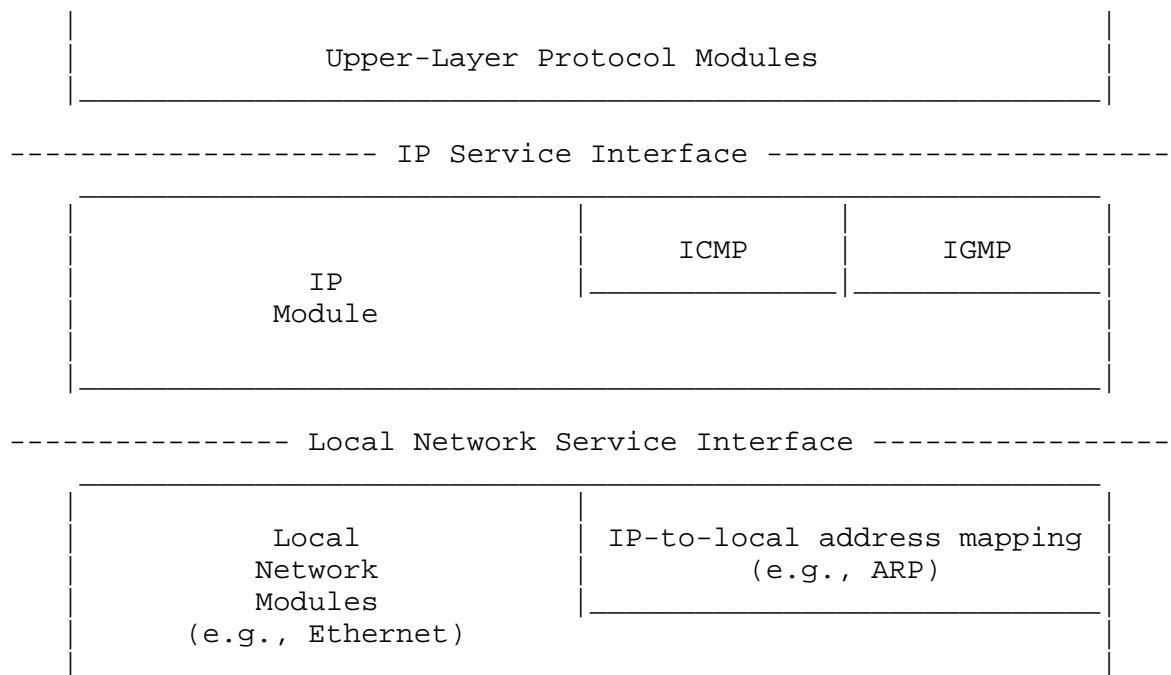 Upper-Layer Protocol Modules
IP Service Interface
ICMP IGMP
IP
Module
Local Network Service Interface
Local IP-to-local address mapping
Network (e.g., ARP)
Modules
(e.g., Ethernet)